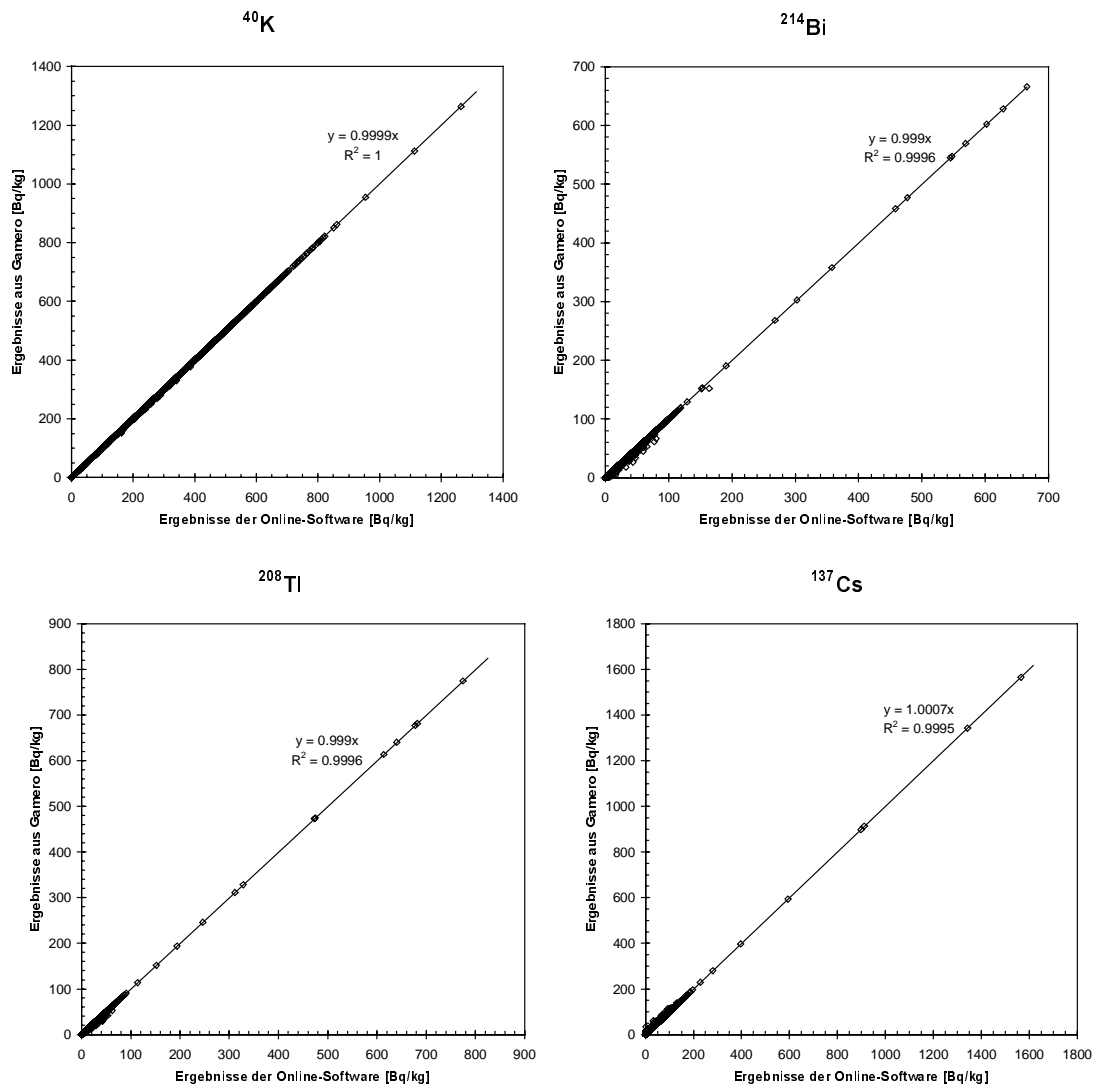 ⁴⁰K
1400
1200
1000
800
600
400
200
0
0 200 400 600 800 1000 1200 1400
Ergebnisse aus Gamero [Bq/kg]
Ergebnisse der Online-Software [Bq/kg]
y = 0.9999x
R² = 1
²¹⁴Bi
700
600
500
400
300
200
100
0
0 100 200 300 400 500 600 700
Ergebnisse aus Gamero [Bq/kg]
Ergebnisse der Online-Software [Bq/kg]
y = 0.999x
R² = 0.9996
²⁰⁸Tl
900
800
700
600
500
400
300
200
100
0
0 100 200 300 400 500 600 700 800 900
Ergebnisse aus Gamero [Bq/kg]
Ergebnisse der Online-Software [Bq/kg]
y = 0.999x
R² = 0.9996
¹³⁷Cs
1800
1600
1400
1200
1000
800
600
400
200
0
0 200 400 600 800 1000 1200 1400 1600 1800
Ergebnisse aus Gamero [Bq/kg]
Ergebnisse der Online-Software [Bq/kg]
y = 1.0007x
R² = 0.9995